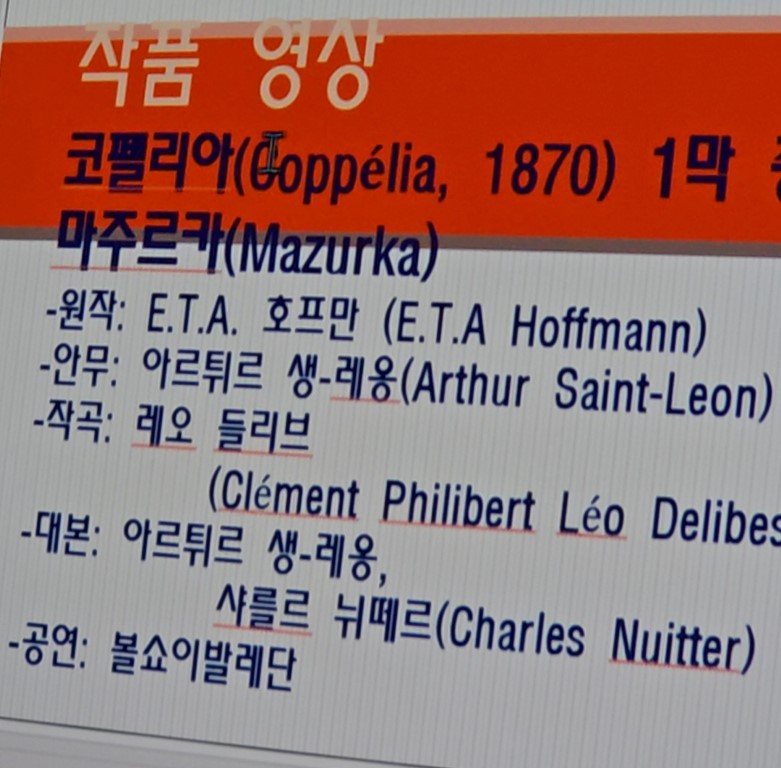 작품 영상
코펠리아(Coppélia, 1870) 1막
마주르카(Mazurka)
-원작: E.T.A. 호프만 (E.T.A Hoffmann)
-안무: 아르튀르 생-레옹(Arthur Saint-Leon)
-작곡: 레오 들리브
(Clément Philibert Léo Delibes
-대본: 아르튀르 생-레옹,
샤를르 뉘떼르(Charles Nuitter)
-공연: 볼쇼이발레단